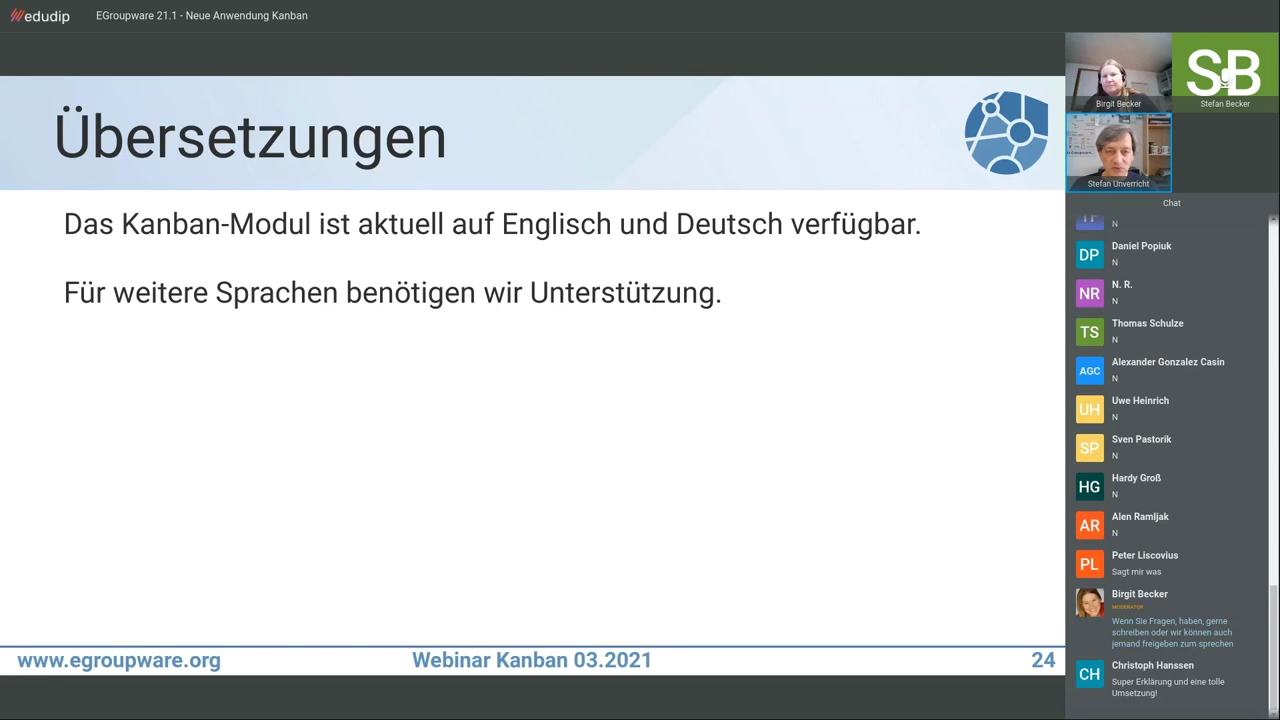 edudip
EGroupware 21.1 - Neue Anwendung Kanban
Übersetzungen
Das Kanban-Modul ist aktuell auf Englisch und Deutsch verfügbar.
Für weitere Sprachen benötigen wir Unterstützung.
www.egroupware.org
Webinar Kanban 03.2021
24
Birgit Becker
SB
Stefan Becker
Stefan Unverricht
Chat
N
DP
Daniel Popiuk
N
NR
N. R.
N
TS
Thomas Schulze
N
AGC
Alexander Gonzalez Casin
N
UH
Uwe Heinrich
N
SP
Sven Pastorik
N
HG
Hardy Groß
N
AR
Alen Ramljak
N
PL
Peter Liscovius
Sagt mir was
Birgit Becker
MODERATOR
Wenn Sie Fragen, haben, gerne
schreiben oder wir können auch
jemand freigeben zum sprechen
CH
Christoph Hanssen
Super Erklärung und eine tolle
Umsetzung!